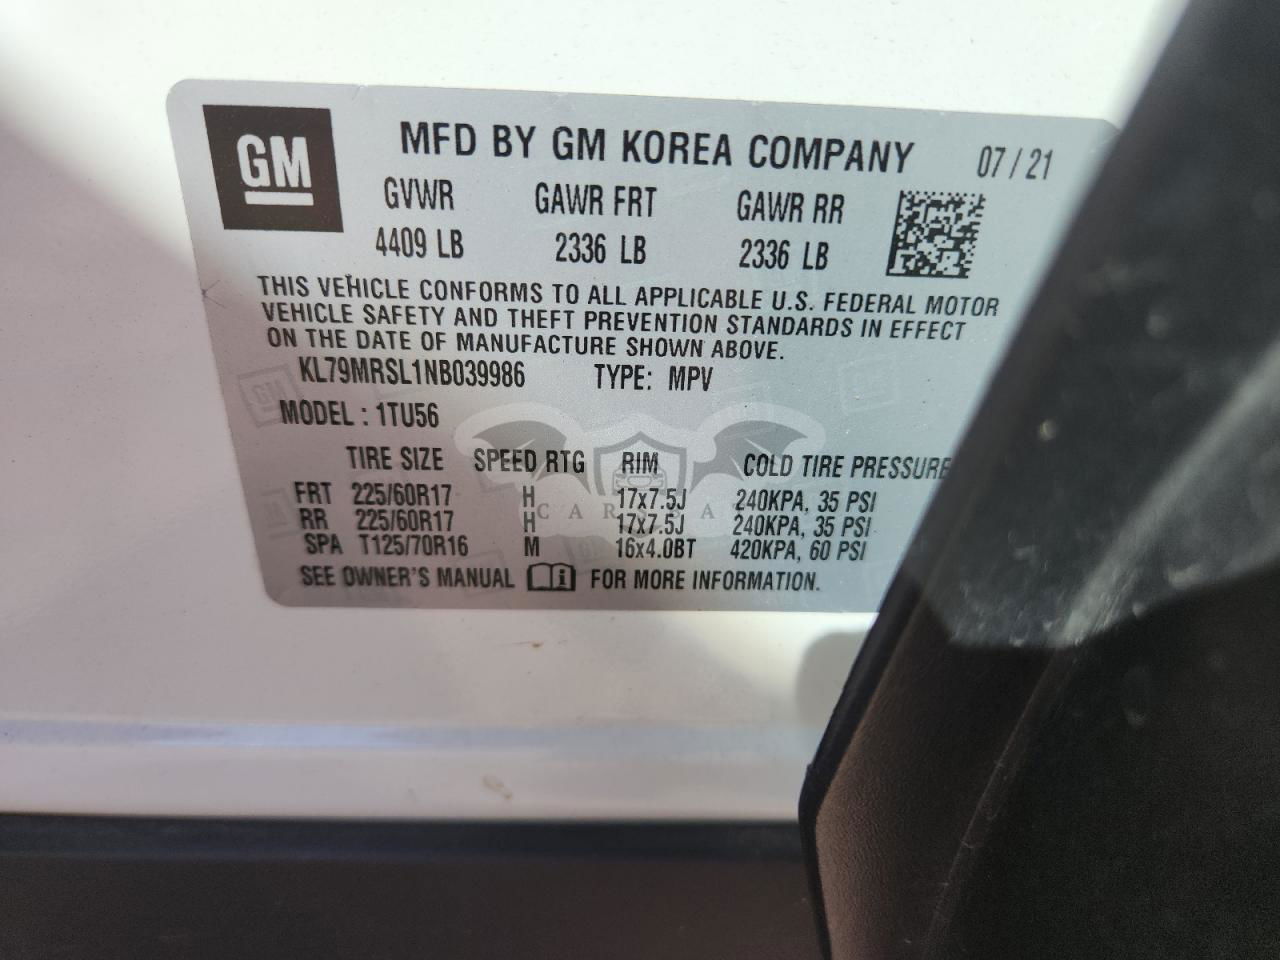 GM
MFD BY GM KOREA COMPANY 07/21
GVWR GAWR FRT GAWR RR
4409 LB 2336 LB 2336 LB
THIS VEHICLE CONFORMS TO ALL APPLICABLE U.S. FEDERAL MOTOR
VEHICLE SAFETY AND THEFT PREVENTION STANDARDS IN EFFECT
ON THE DATE OF MANUFACTURE SHOWN ABOVE.
KL79MRSL1NB039986 TYPE: MPV
MODEL : 1TU56
TIRE SIZE SPEED RTG RIM COLD TIRE PRESSURE
FRT 225/60R17 H 17x7.5J 240KPA, 35 PSI
RR 225/60R17 H 17x7.5J 240KPA, 35 PSI
SPA T125/70R16 M 16x4.0BT 420KPA, 60 PSI
SEE OWNER'S MANUAL FOR MORE INFORMATION.